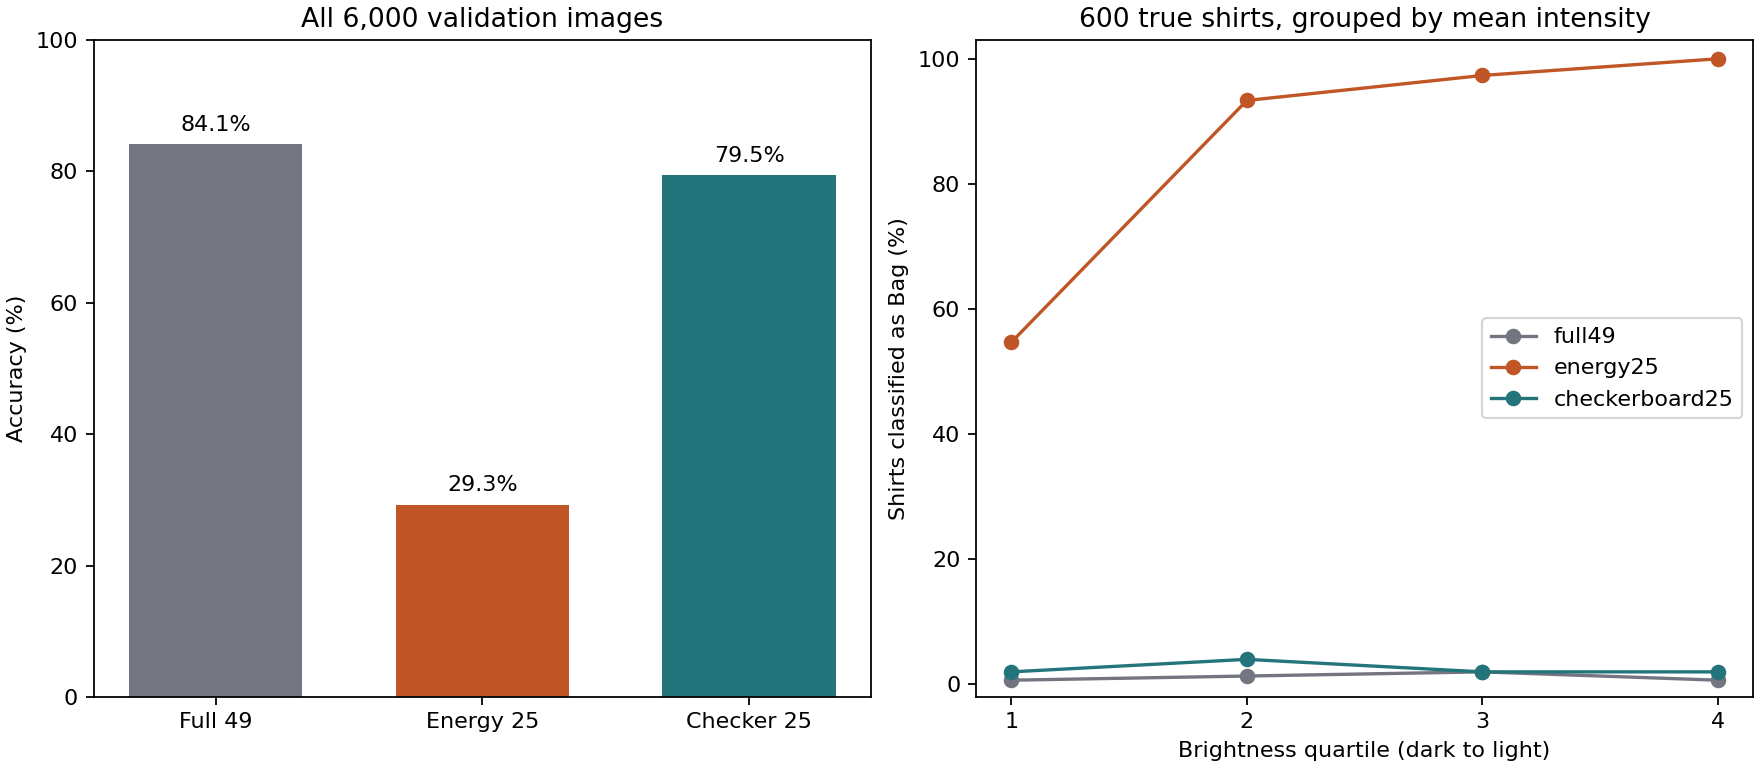 All 6,000 validation images
Accuracy (%)
100
80
60
40
20
0
84.1%
29.3%
79.5%
Full 49
Energy 25
Checker 25
600 true shirts, grouped by mean intensity
Shirts classified as Bag (%)
100
80
60
40
20
0
full49
energy25
checkerboard25
1
2
3
4
Brightness quartile (dark to light)